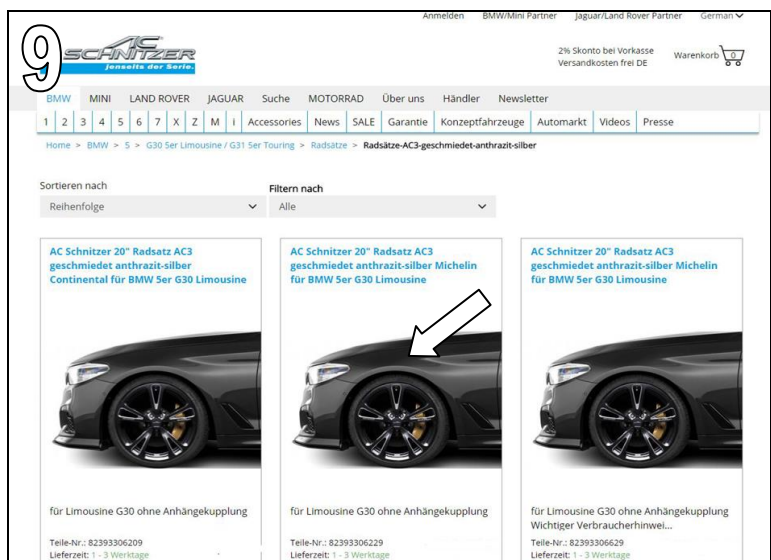 Anmelden BMW/Mini Partner Jaguar/Land Rover Partner German
9
AC
SCHNITZER
Jenseits der Serie.
2% Skonto bei Vorkasse
Versandkosten frei DE
Warenkorb 0
BMW MINI LAND ROVER JAGUAR Suche MOTORRAD Über uns Händler Newsletter
1 2 3 4 5 6 7 X Z M i Accessories News SALE Garantie Konzeptfahrzeuge Automarkt Videos Presse
Home > BMW > 5 > G30 5er Limousine / G31 5er Touring > Radsätze > Radsätze-AC3-geschmiedet-anthrazit-silber
Sortieren nach
Reihenfolge
Filtern nach
Alle
AC Schnitzer 20" Radsatz AC3
geschmiedet anthrazit-silber
Continental für BMW 5er G30 Limousine
für Limousine G30 ohne Anhängekupplung
Teile-Nr.: 82393306209
Lieferzeit: 1 - 3 Werktage
AC Schnitzer 20" Radsatz AC3
geschmiedet anthrazit-silber Michelin
für BMW 5er G30 Limousine
für Limousine G30 ohne Anhängekupplung
Teile-Nr.: 82393306229
Lieferzeit: 1 - 3 Werktage
AC Schnitzer 20" Radsatz AC3
geschmiedet anthrazit-silber Michelin
für BMW 5er G30 Limousine
für Limousine G30 ohne Anhängekupplung
Wichtiger Verbraucherhinwei...
Teile-Nr.: 82393306629
Lieferzeit: 1 - 3 Werktage